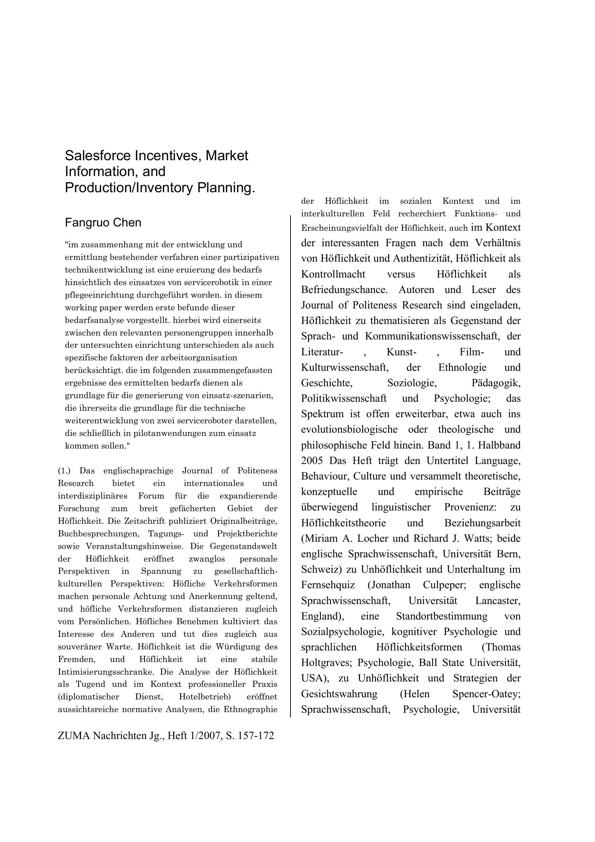 Salesforce Incentives, Market
Information, and
Production/Inventory Planning.
Fangruo Chen
"im zusammenhang mit der entwicklung und
ermittlung bestehender verfahren einer partizipativen
technikentwicklung ist eine eruierung des bedarfs
hinsichtlich des einsatzes von servicerobotik in einer
pflegeeinrichtung durchgeführt worden. in diesem
working paper werden erste befunde dieser
bedarfsanalyse vorgestellt. hierbei wird einerseits
zwischen den relevanten personengruppen innerhalb
der untersuchten einrichtung unterschieden als auch
spezifische faktoren der arbeitsorganisation
berücksichtigt. die im folgenden zusammengefassten
ergebnisse des ermittelten bedarfs dienen als
grundlage für die generierung von einsatz-szenarien,
die ihrerseits die grundlage für die technische
weiterentwicklung von zwei serviceroboter darstellen,
die schließlich in pilotanwendungen zum einsatz
kommen sollen."
(1.) Das englischsprachige Journal of Politeness
Research bietet ein internationales und
interdisziplinäres Forum für die expandierende
Forschung zum breit gefächerten Gebiet der
Höflichkeit. Die Zeitschrift publiziert Originalbeiträge,
Buchbesprechungen, Tagungs- und Projektberichte
sowie Veranstaltungshinweise. Die Gegenstandswelt
der Höflichkeit eröffnet zwanglos personale
Perspektiven in Spannung zu gesellschaftlich-
kulturellen Perspektiven: Höfliche Verkehrsformen
machen personale Achtung und Anerkennung geltend,
und höfliche Verkehrsformen distanzieren zugleich
vom Persönlichen. Höfliches Benehmen kultiviert das
Interesse des Anderen und tut dies zugleich aus
souveräner Warte. Höflichkeit ist die Würdigung des
Fremden, und Höflichkeit ist eine stabile
Intimisierungsschranke. Die Analyse der Höflichkeit
als Tugend und im Kontext professioneller Praxis
(diplomatischer Dienst, Hotelbetrieb) eröffnet
aussichtsreiche normative Analysen, die Ethnographie
der Höflichkeit im sozialen Kontext und im
interkulturellen Feld recherchiert Funktions- und
Erscheinungsvielfalt der Höflichkeit, auch im Kontext
der interessanten Fragen nach dem Verhältnis
von Höflichkeit und Authentizität, Höflichkeit als
Kontrollmacht versus Höflichkeit als
Befriedungschance. Autoren und Leser des
Journal of Politeness Research sind eingeladen,
Höflichkeit zu thematisieren als Gegenstand der
Sprach- und Kommunikationswissenschaft, der
Literatur- , Kunst- , Film- und
Kulturwissenschaft, der Ethnologie und
Geschichte, Soziologie, Pädagogik,
Politikwissenschaft und Psychologie; das
Spektrum ist offen erweiterbar, etwa auch ins
evolutionsbiologische oder theologische und
philosophische Feld hinein. Band 1, 1. Halbband
2005 Das Heft trägt den Untertitel Language,
Behaviour, Culture und versammelt theoretische,
konzeptuelle und empirische Beiträge
überwiegend linguistischer Provenienz: zu
Höflichkeitstheorie und Beziehungsarbeit
(Miriam A. Locher und Richard J. Watts; beide
englische Sprachwissenschaft, Universität Bern,
Schweiz) zu Unhöflichkeit und Unterhaltung im
Fernsehquiz (Jonathan Culpeper; englische
Sprachwissenschaft, Universität Lancaster,
England), eine Standortbestimmung von
Sozialpsychologie, kognitiver Psychologie und
sprachlichen Höflichkeitsformen (Thomas
Holtgraves; Psychologie, Ball State Universität,
USA), zu Unhöflichkeit und Strategien der
Gesichtswahrung (Helen Spencer-Oatey;
Sprachwissenschaft, Psychologie, Universität
ZUMA Nachrichten Jg., Heft 1/2007, S. 157-172